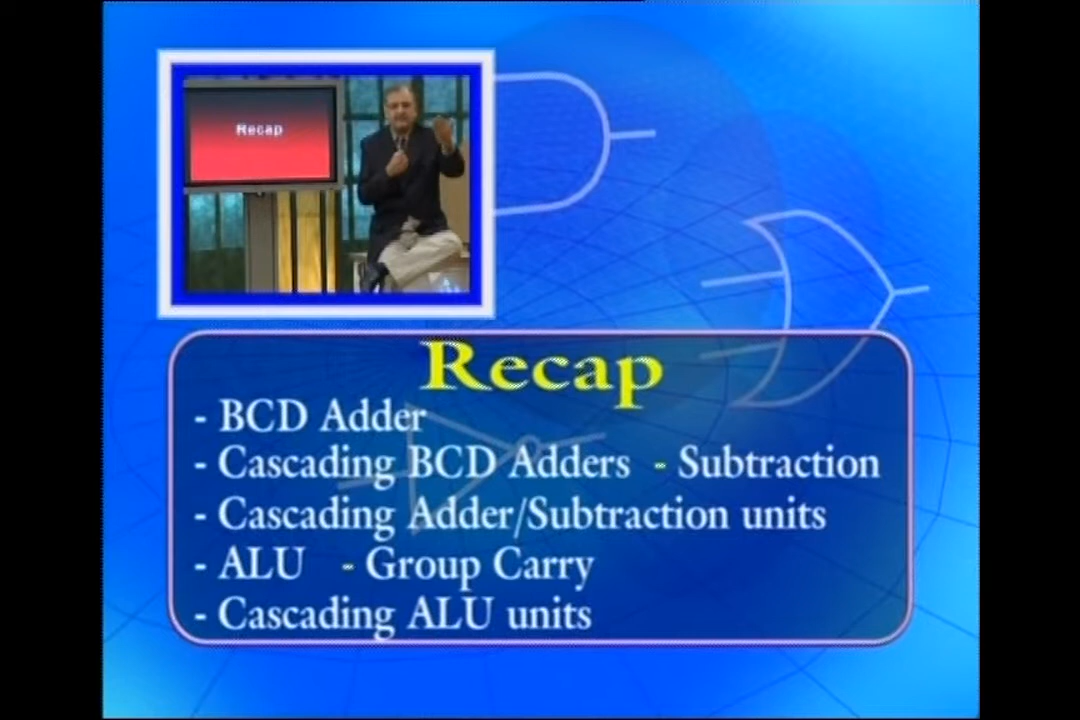 Recap
Recap
- BCD Adder
- Cascading BCD Adders - Subtraction
- Cascading Adder/Subtraction units
- ALU - Group Carry
- Cascading ALU units